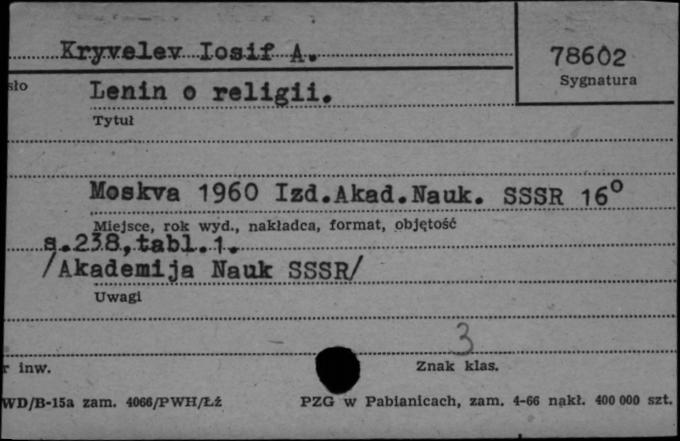 Kryvelev Iosif A.
78602
Sygnatura
sło
Lenin o religii.
Tytuł
Moskva 1960 Izd.Akad.Nauk. SSSR 16°
Miejsce, rok wyd., nakładca, format, objętość
s.238,tabl.1.
/Akademija Nauk SSSR/
Uwagi
3
r inw.
Znak klas.
WD/B-15a zam. 4066/PWH/Łź
PZG w Pabianicach, zam. 4-66 nakł. 400 000 szt.